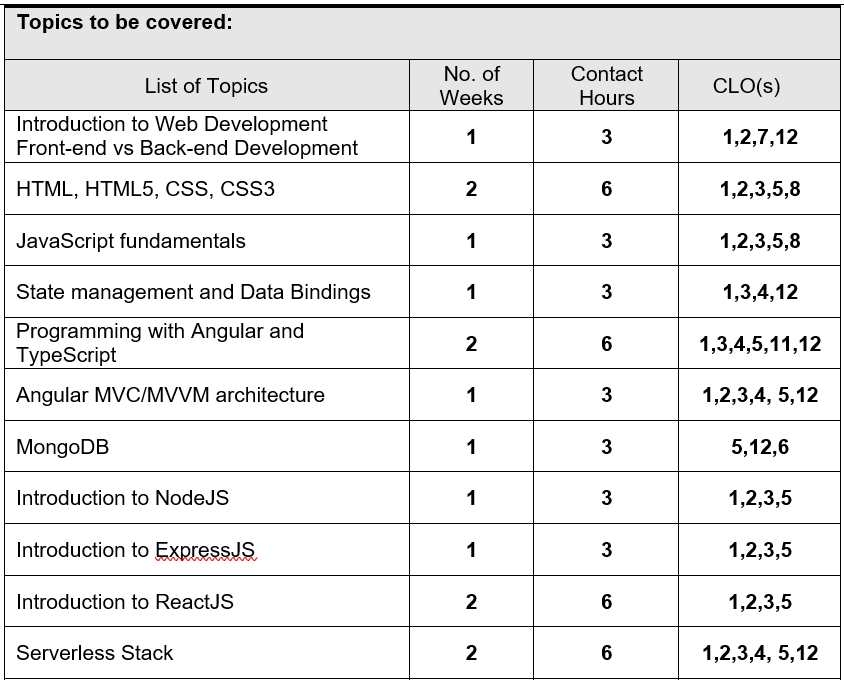 Topics to be covered:
List of Topics No. of Weeks Contact Hours CLO(s)
Introduction to Web Development
Front-end vs Back-end Development 1 3 1,2,7,12
HTML, HTML5, CSS, CSS3 2 6 1,2,3,5,8
JavaScript fundamentals 1 3 1,2,3,5,8
State management and Data Bindings 1 3 1,3,4,12
Programming with Angular and
TypeScript 2 6 1,3,4,5,11,12
Angular MVC/MVVM architecture 1 3 1,2,3,4, 5,12
MongoDB 1 3 5,12,6
Introduction to NodeJS 1 3 1,2,3,5
Introduction to ExpressJS 1 3 1,2,3,5
Introduction to ReactJS 2 6 1,2,3,5
Serverless Stack 2 6 1,2,3,4, 5,12